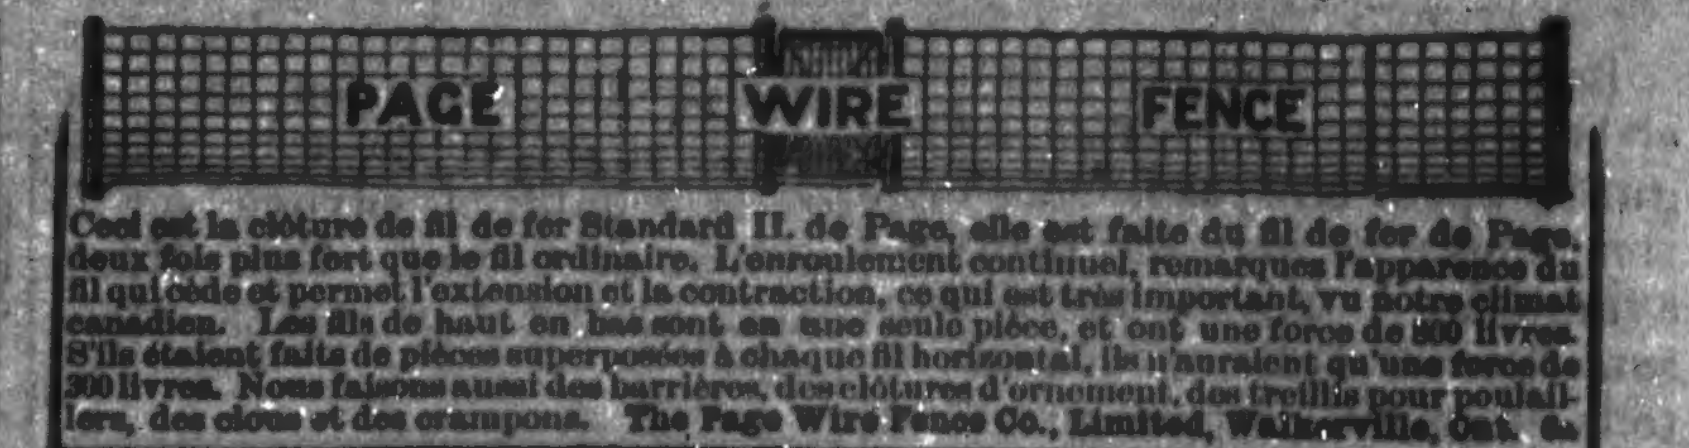 PAGE WIRE FENCE
Ceci est la clôture de fil de fer Standard II. de Page, elle est faite du fil de fer de Page,
deux fois plus fort que le fil ordinaire. L'enroulement continuel, remarquez l'apparence du
fil qui cède et permet l'extension et la contraction, ce qui est très important, vu notre climat
canadien. Les fils de haut en bas sont en une seule pièce, et ont une force de 800 livres.
S'ils étaient faits de pièces superposées à chaque fil horizontal, ils n'auraient qu'une force de
300 livres. Nous faisons aussi des barrières, des clôtures d'ornement, des treillis pour poulail-
lers, des clous et des crampons. The Page Wire Fence Co., Limited, Walkerville, Ont.